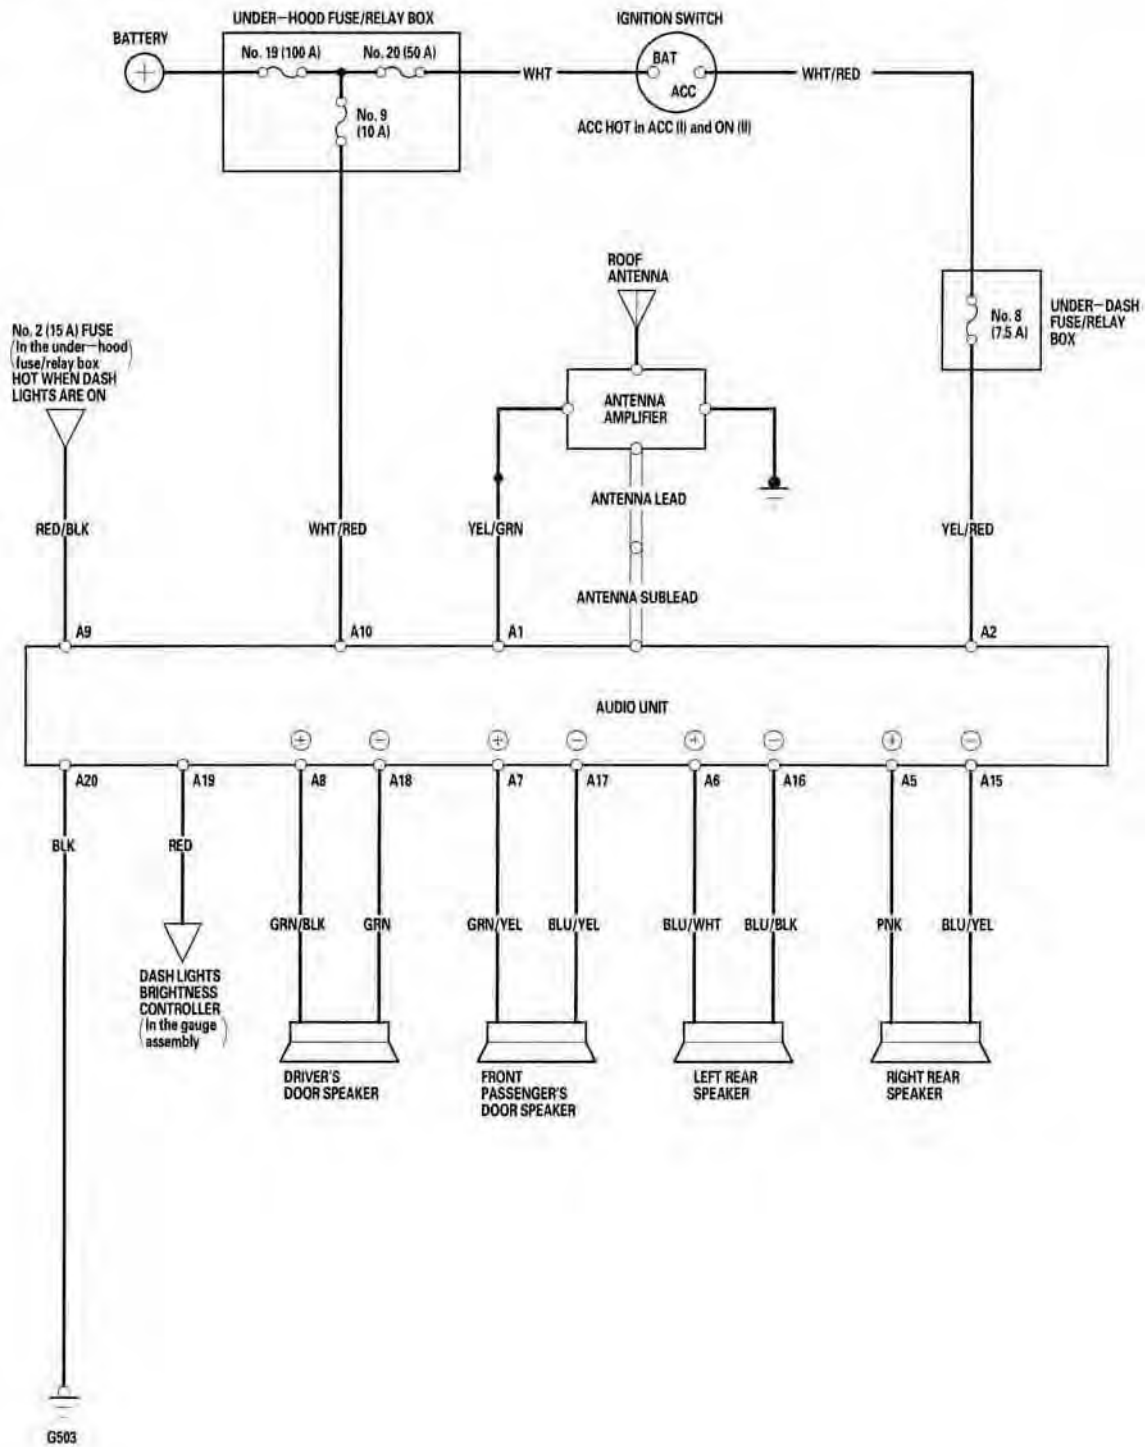 UNDER-HOOD FUSE/RELAY BOX
IGNITION SWITCH
BATTERY
No. 19 (100 A)
No. 20 (50 A)
BAT
WHT
WHT/RED
ACC
No. 9
(10 A)
ACC HOT in ACC (I) and ON (II)
ROOF
ANTENNA
No. 8
(7.5 A)
UNDER-DASH
FUSE/RELAY
BOX
No. 2 (15 A) FUSE
(In the under-hood
fuse/relay box)
HOT WHEN DASH
LIGHTS ARE ON
ANTENNA
AMPLIFIER
ANTENNA LEAD
RED/BLK
WHT/RED
YEL/GRN
YEL/RED
ANTENNA SUBLEAD
A9
A10
A1
A2
AUDIO UNIT
+
−
+
−
+
−
+
−
A20
A19
A8
A18
A7
A17
A6
A16
A5
A15
BLK
RED
GRN/BLK
GRN
GRN/YEL
BLU/YEL
BLU/WHT
BLU/BLK
PNK
BLU/YEL
DASH LIGHTS
BRIGHTNESS
CONTROLLER
(In the gauge
assembly)
DRIVER'S
DOOR SPEAKER
FRONT
PASSENGER'S
DOOR SPEAKER
LEFT REAR
SPEAKER
RIGHT REAR
SPEAKER
G503